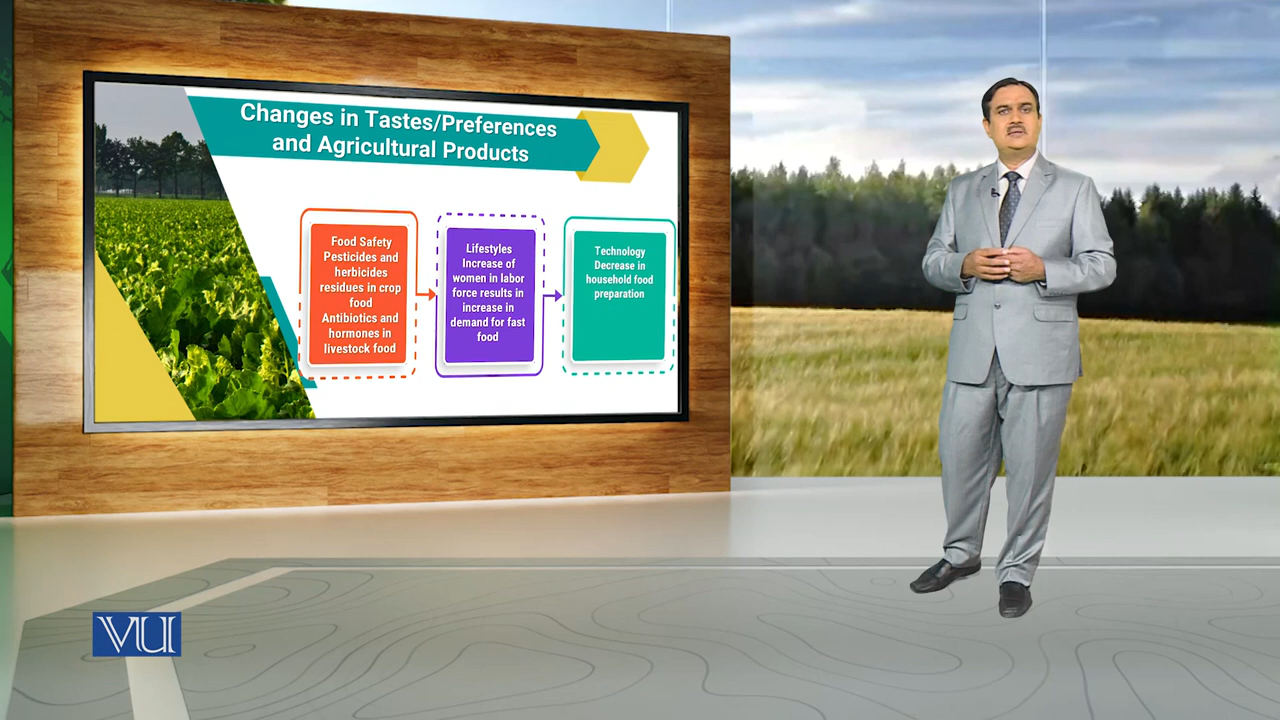 Changes in Tastes/Preferences
and Agricultural Products
Food Safety
Pesticides and
herbicides
residues in crop
food
Antibiotics and
hormones in
livestock food
Lifestyles
Increase of
women in labor
force results in
increase in
demand for fast
food
Technology
Decrease in
household food
preparation
VU